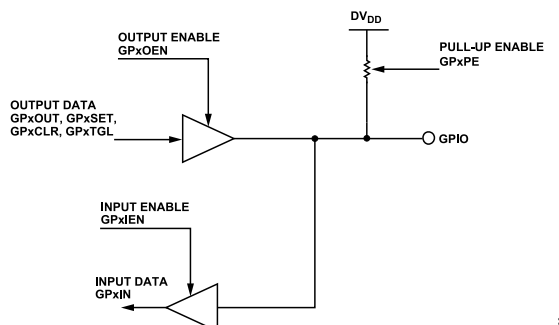 OUTPUT ENABLE
GPxOEN
DVDD
PULL-UP ENABLE
GPxPE
OUTPUT DATA
GPxOUT, GPxSET,
GPxCLR, GPxTGL
GPIO
INPUT ENABLE
GPxIEN
INPUT DATA
GPxIN